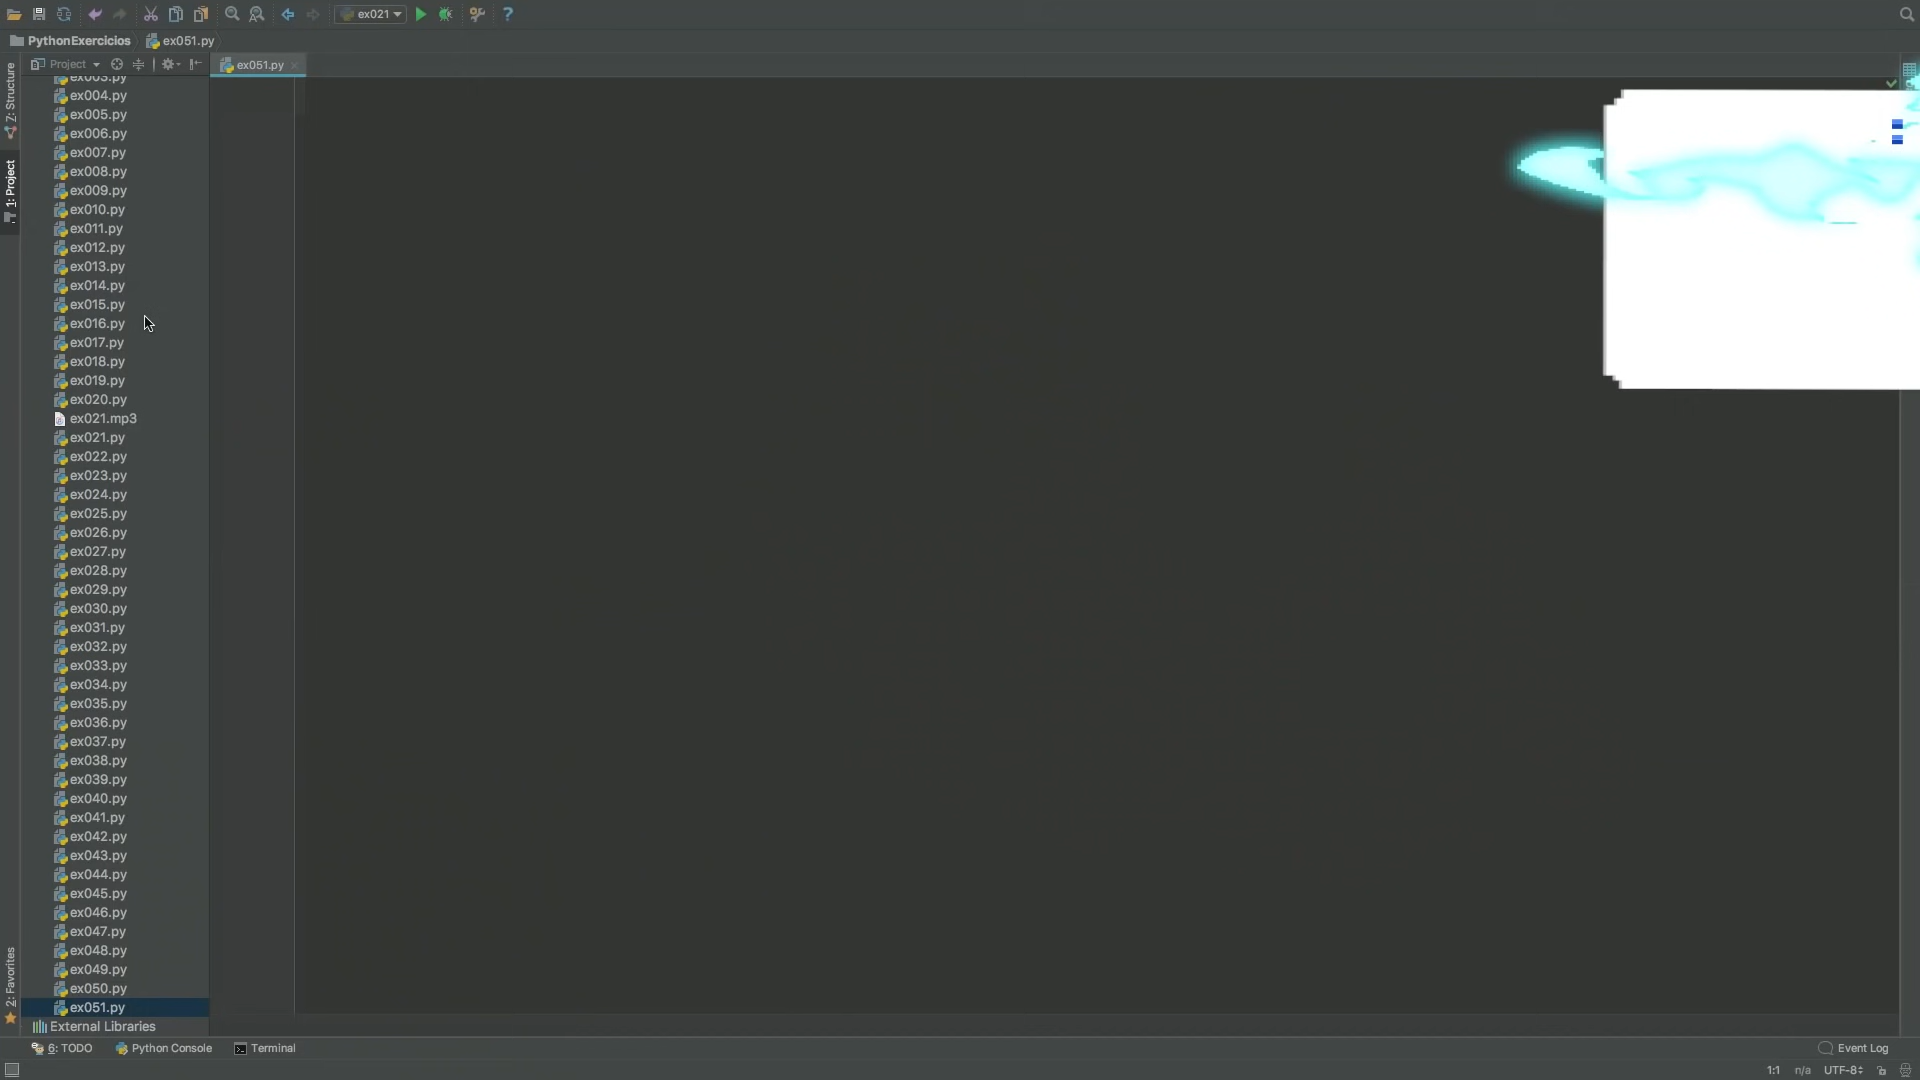 ex021
PythonExercicios
ex051.py
Project
ex051.py
Z: Structure
1: Project
2: Favorites
ex003.py
ex004.py
ex005.py
ex006.py
ex007.py
ex008.py
ex009.py
ex010.py
ex011.py
ex012.py
ex013.py
ex014.py
ex015.py
ex016.py
ex017.py
ex018.py
ex019.py
ex020.py
ex021.mp3
ex021.py
ex022.py
ex023.py
ex024.py
ex025.py
ex026.py
ex027.py
ex028.py
ex029.py
ex030.py
ex031.py
ex032.py
ex033.py
ex034.py
ex035.py
ex036.py
ex037.py
ex038.py
ex039.py
ex040.py
ex041.py
ex042.py
ex043.py
ex044.py
ex045.py
ex046.py
ex047.py
ex048.py
ex049.py
ex050.py
ex051.py
External Libraries
6: TODO
Python Console
Terminal
Event Log
1:1
n/a
UTF-8